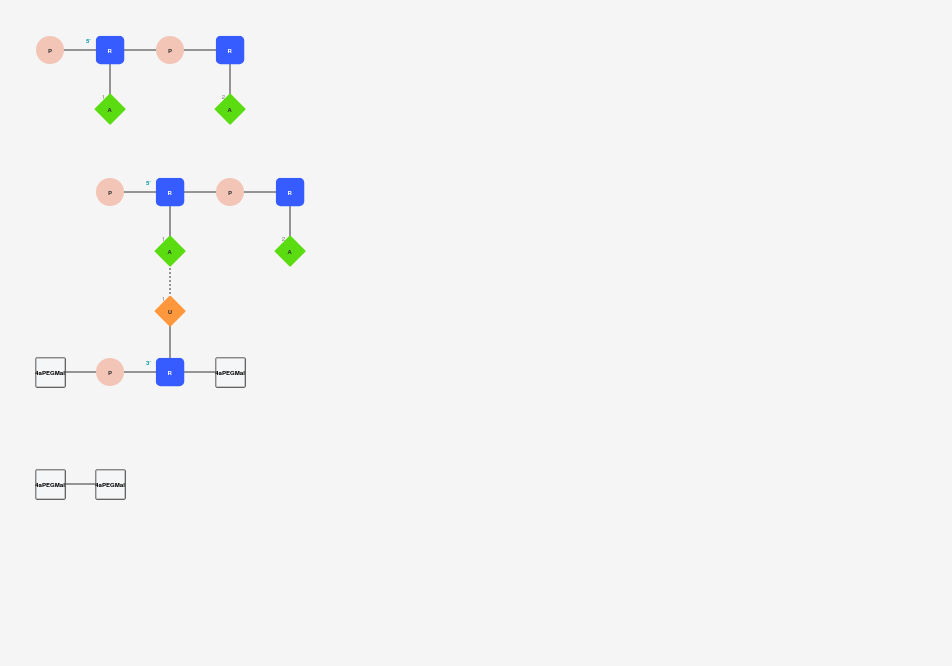 5'
P R P R
1 2
A A
5'
P R P R
1 2
A A
1
U
3'
4aPEGMal P R 4aPEGMal
4aPEGMal 4aPEGMal